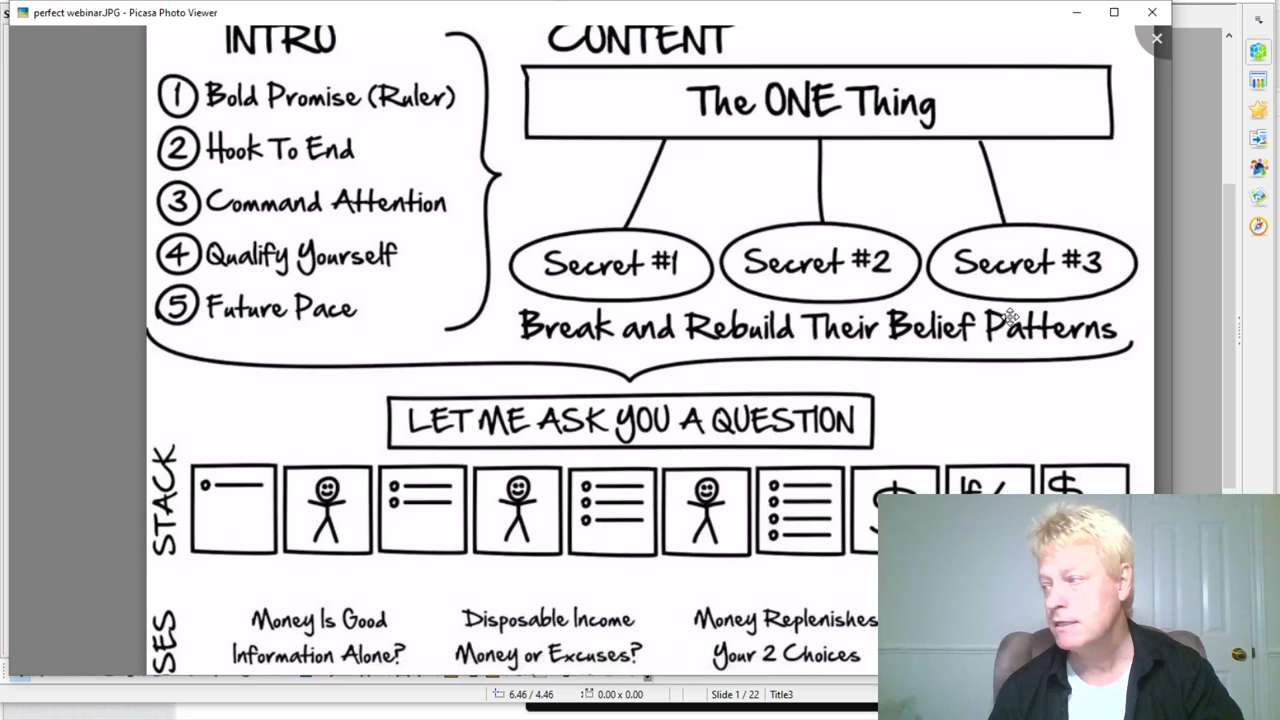 perfect webinar.JPG - Picasa Photo Viewer
INTRO
1 Bold Promise (Ruler)
2 Hook To End
3 Command Attention
4 Qualify Yourself
5 Future Pace
CONTENT
The ONE Thing
Secret #1
Secret #2
Secret #3
Break and Rebuild Their Belief Patterns
LET ME ASK YOU A QUESTION
STACK
$
If
$
SES
Money Is Good
Information Alone?
Disposable Income
Money or Excuses?
Money Replenishes
Your 2 Choices
6.46 / 4.46
0.00 x 0.00
Slide 1 / 22
Title3